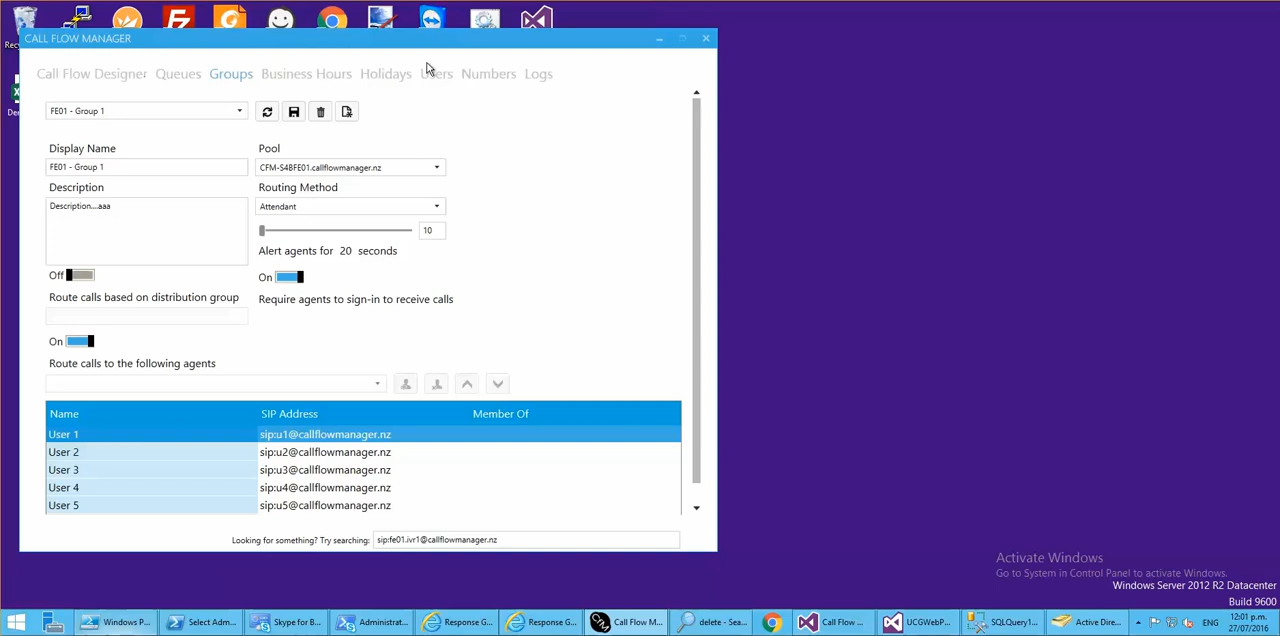 CALL FLOW MANAGER
Call Flow Designer Queues Groups Business Hours Holidays Users Numbers Logs
FE01 - Group 1
Display Name Pool
FE01 - Group 1 CFM-S4BFE01.callflowmanager.nz
Description Routing Method
Description....aaa Attendant
10
Alert agents for 20 seconds
Off On
Route calls based on distribution group Require agents to sign-in to receive calls
On
Route calls to the following agents
Name SIP Address Member Of
User 1 sip:u1@callflowmanager.nz
User 2 sip:u2@callflowmanager.nz
User 3 sip:u3@callflowmanager.nz
User 4 sip:u4@callflowmanager.nz
User 5 sip:u5@callflowmanager.nz
Looking for something? Try searching: sip:fe01.ivr1@callflowmanager.nz
Activate Windows
Go to System in Control Panel to activate Windows.
Windows Server 2012 R2 Datacenter
Build 9600
Windows P... Select Adm... Skype for B... Administrat... Response G... Response G... Call Flow M... delete - Sea... Call Flow ... UCGWebP... SQLQuery1... Active Dire... ENG 12:01 p.m.
27/07/2016